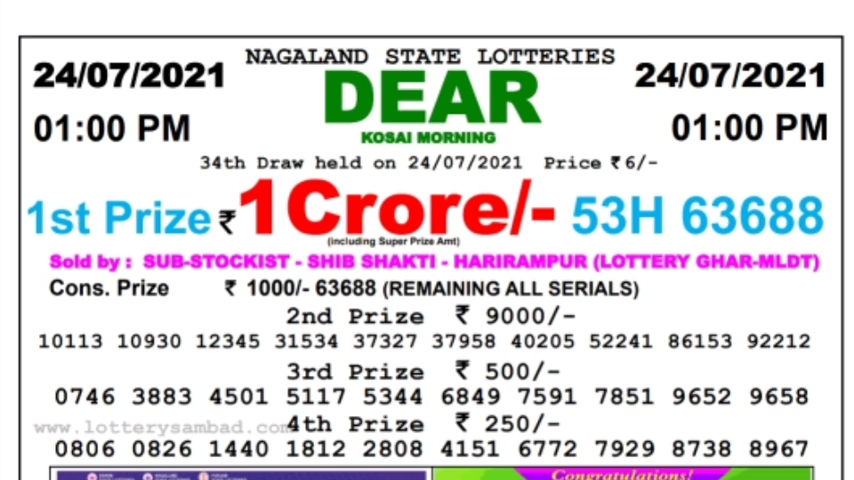 NAGALAND STATE LOTTERIES
24/07/2021 DEAR 24/07/2021
01:00 PM KOSAI MORNING 01:00 PM
34th Draw held on 24/07/2021 Price ₹6/-
1st Prize ₹1Crore/- 53H 63688
(including Super Prize Amt)
Sold by : SUB-STOCKIST - SHIB SHAKTI - HARIRAMPUR (LOTTERY GHAR-MLDT)
Cons. Prize ₹ 1000/- 63688 (REMAINING ALL SERIALS)
2nd Prize ₹ 9000/-
10113 10930 12345 31534 37327 37958 40205 52241 86153 92212
3rd Prize ₹ 500/-
0746 3883 4501 5117 5344 6849 7591 7851 9652 9658
www.lotterysambad.com 4th Prize ₹ 250/-
0806 0826 1440 1812 2808 4151 6772 7929 8738 8967
Congratulations!